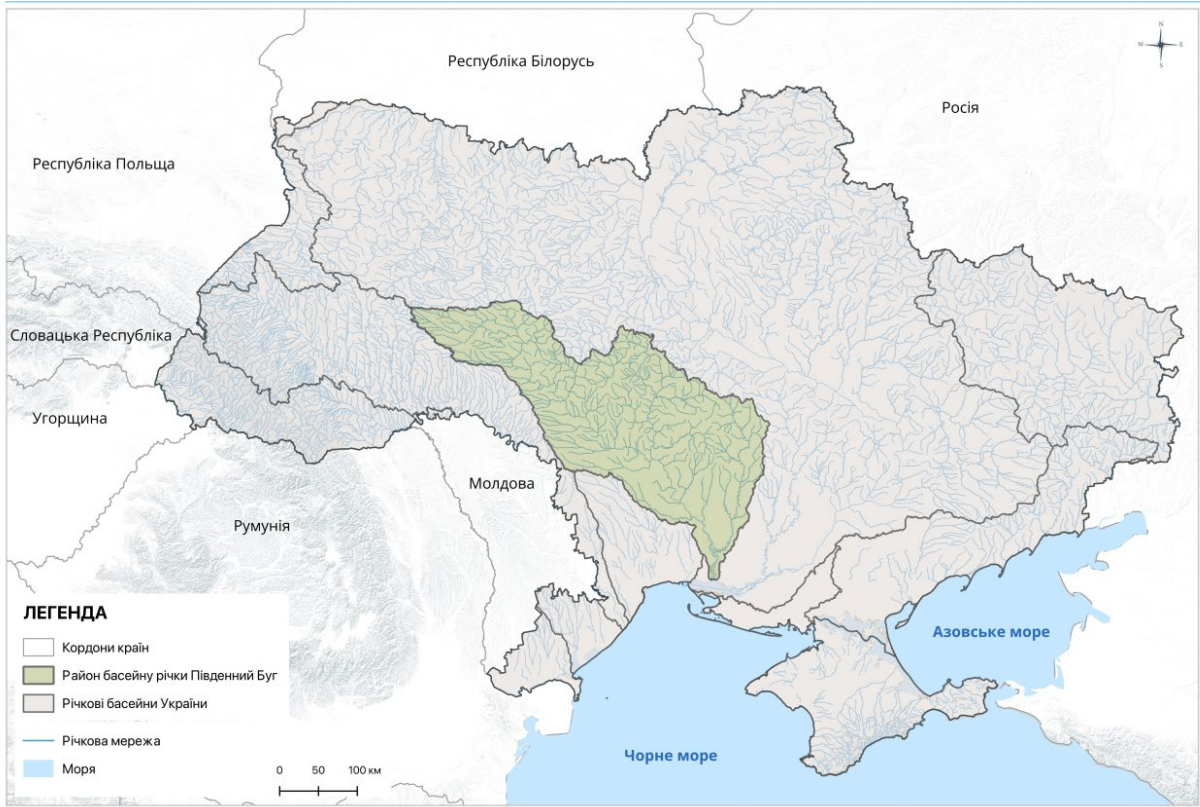 Республіка Білорусь
N
W
E
S
Росія
Республіка Польща
Словацька Республіка
Угорщина
Молдова
Румунія
ЛЕГЕНДА
Кордони країн
Район басейну річки Південний Буг
Річкові басейни України
Річкова мережа
Моря
0 50 100 км
Азовське море
Чорне море